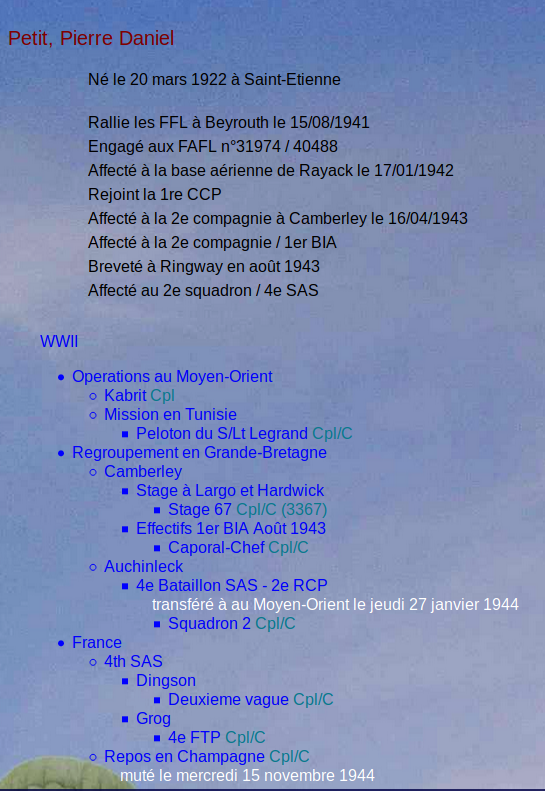 Petit, Pierre Daniel
Né le 20 mars 1922 à Saint-Etienne
Rallie les FFL à Beyrouth le 15/08/1941
Engagé aux FAFL n°31974 / 40488
Affecté à la base aérienne de Rayack le 17/01/1942
Rejoint la 1re CCP
Affecté à la 2e compagnie à Camberley le 16/04/1943
Affecté à la 2e compagnie / 1er BIA
Breveté à Ringway en août 1943
Affecté au 2e squadron / 4e SAS
WWII
Operations au Moyen-Orient
Kabrit Cpl
Mission en Tunisie
Peloton du S/Lt Legrand Cpl/C
Regroupement en Grande-Bretagne
Camberley
Stage à Largo et Hardwick
Stage 67 Cpl/C (3367)
Effectifs 1er BIA Août 1943
Caporal-Chef Cpl/C
Auchinleck
4e Bataillon SAS - 2e RCP
transféré à au Moyen-Orient le jeudi 27 janvier 1944
Squadron 2 Cpl/C
France
4th SAS
Dingson
Deuxieme vague Cpl/C
Grog
4e FTP Cpl/C
Repos en Champagne Cpl/C
muté le mercredi 15 novembre 1944